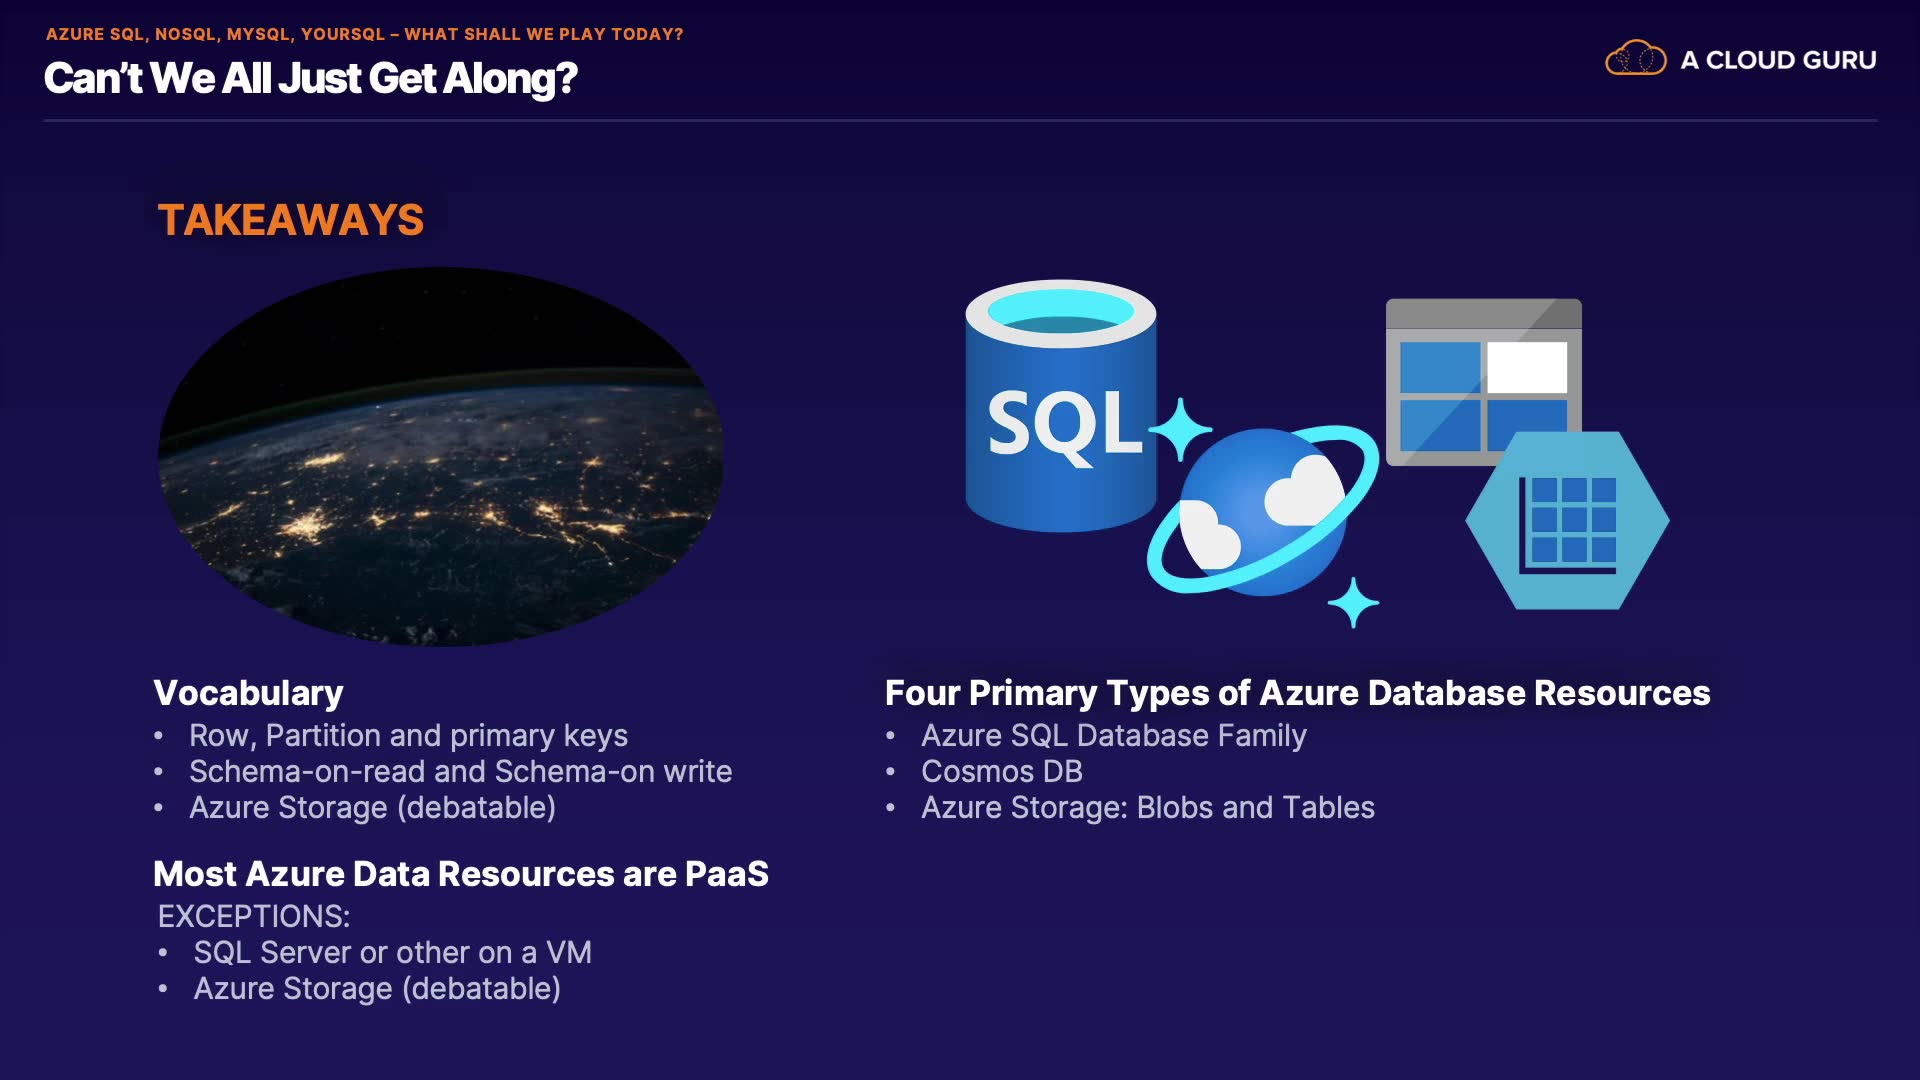 AZURE SQL, NOSQL, MYSQL, YOURSQL – WHAT SHALL WE PLAY TODAY?
Can't We All Just Get Along?
A CLOUD GURU
TAKEAWAYS
SQL
Vocabulary
• Row, Partition and primary keys
• Schema-on-read and Schema-on write
• Azure Storage (debatable)
Most Azure Data Resources are PaaS
EXCEPTIONS:
• SQL Server or other on a VM
• Azure Storage (debatable)
Four Primary Types of Azure Database Resources
• Azure SQL Database Family
• Cosmos DB
• Azure Storage: Blobs and Tables